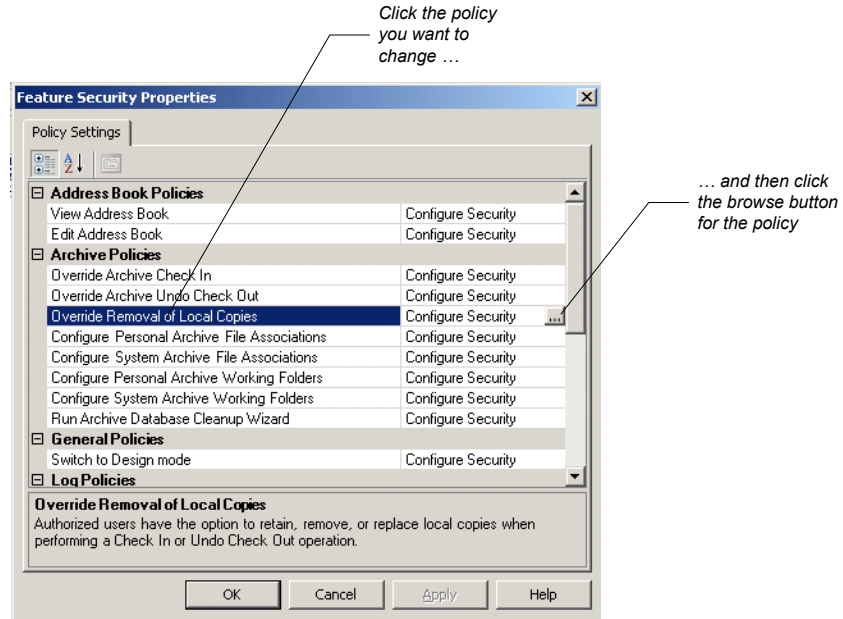 Click the policy
you want to
change …
Feature Security Properties
Policy Settings
Address Book Policies
View Address Book Configure Security
Edit Address Book Configure Security
Archive Policies
Override Archive Check In Configure Security
Override Archive Undo Check Out Configure Security
Override Removal of Local Copies Configure Security ...
Configure Personal Archive File Associations Configure Security
Configure System Archive File Associations Configure Security
Configure Personal Archive Working Folders Configure Security
Configure System Archive Working Folders Configure Security
Run Archive Database Cleanup Wizard Configure Security
General Policies
Switch to Design mode Configure Security
Log Policies
Override Removal of Local Copies
Authorized users have the option to retain, remove, or replace local copies when
performing a Check In or Undo Check Out operation.
OK Cancel Apply Help
… and then click
the browse button
for the policy